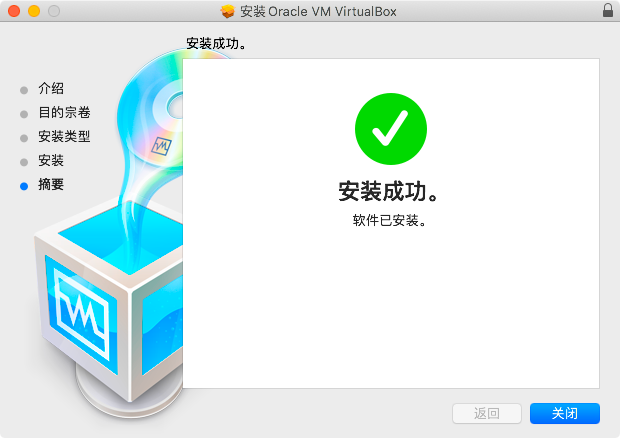 安装 Oracle VM VirtualBox
安装成功。
介绍
目的宗卷
安装类型
安装
摘要
安装成功。
软件已安装。
返回
关闭